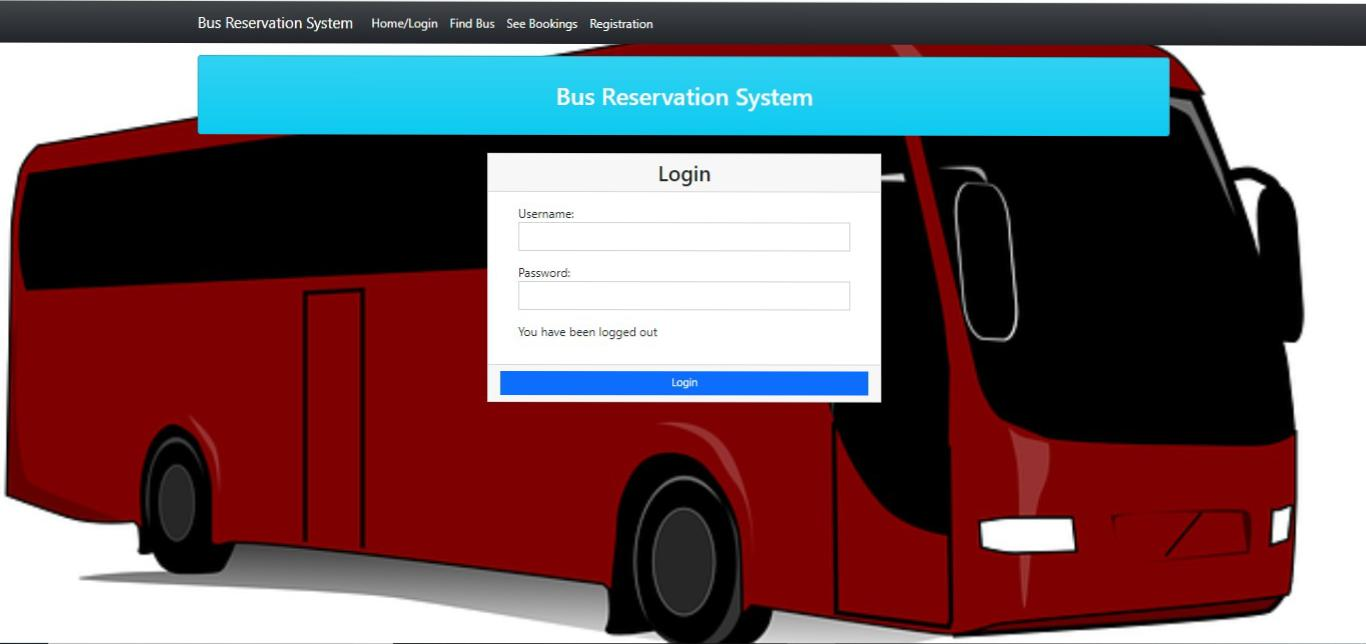 Bus Reservation System Home/Login Find Bus See Bookings Registration
Bus Reservation System
Login
Username:
Password:
You have been logged out
Login